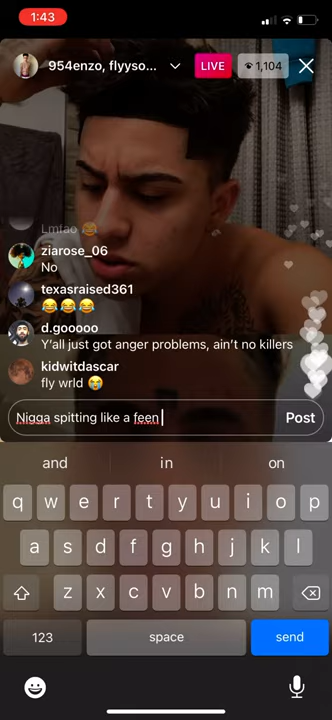 1:43
954enzo, flyyso...
LIVE
1,104
Lmfao 😂
ziarose_06
No
texasraised361
😂😂😂
d.gooooo
Y'all just got anger problems, ain't no killers
kidwitdascar
fly wrld 😭
Nigga spitting like a feen
Post
and in on
q w e r t y u i o p
a s d f g h j k l
z x c v b n m
123 space send